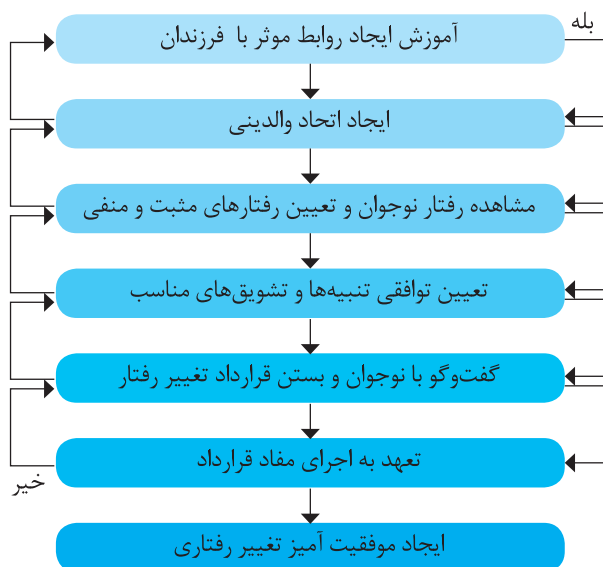 آموزش ایجاد روابط موثر با فرزندان
بله
ایجاد اتحاد والدینی
مشاهده رفتار نوجوان و تعیین رفتارهای مثبت و منفی
تعیین توافقی تنبیه‌ها و تشویق‌های مناسب
گفت‌وگو با نوجوان و بستن قرارداد تغییر رفتار
تعهد به اجرای مفاد قرارداد
خیر
ایجاد موفقیت آمیز تغییر رفتاری